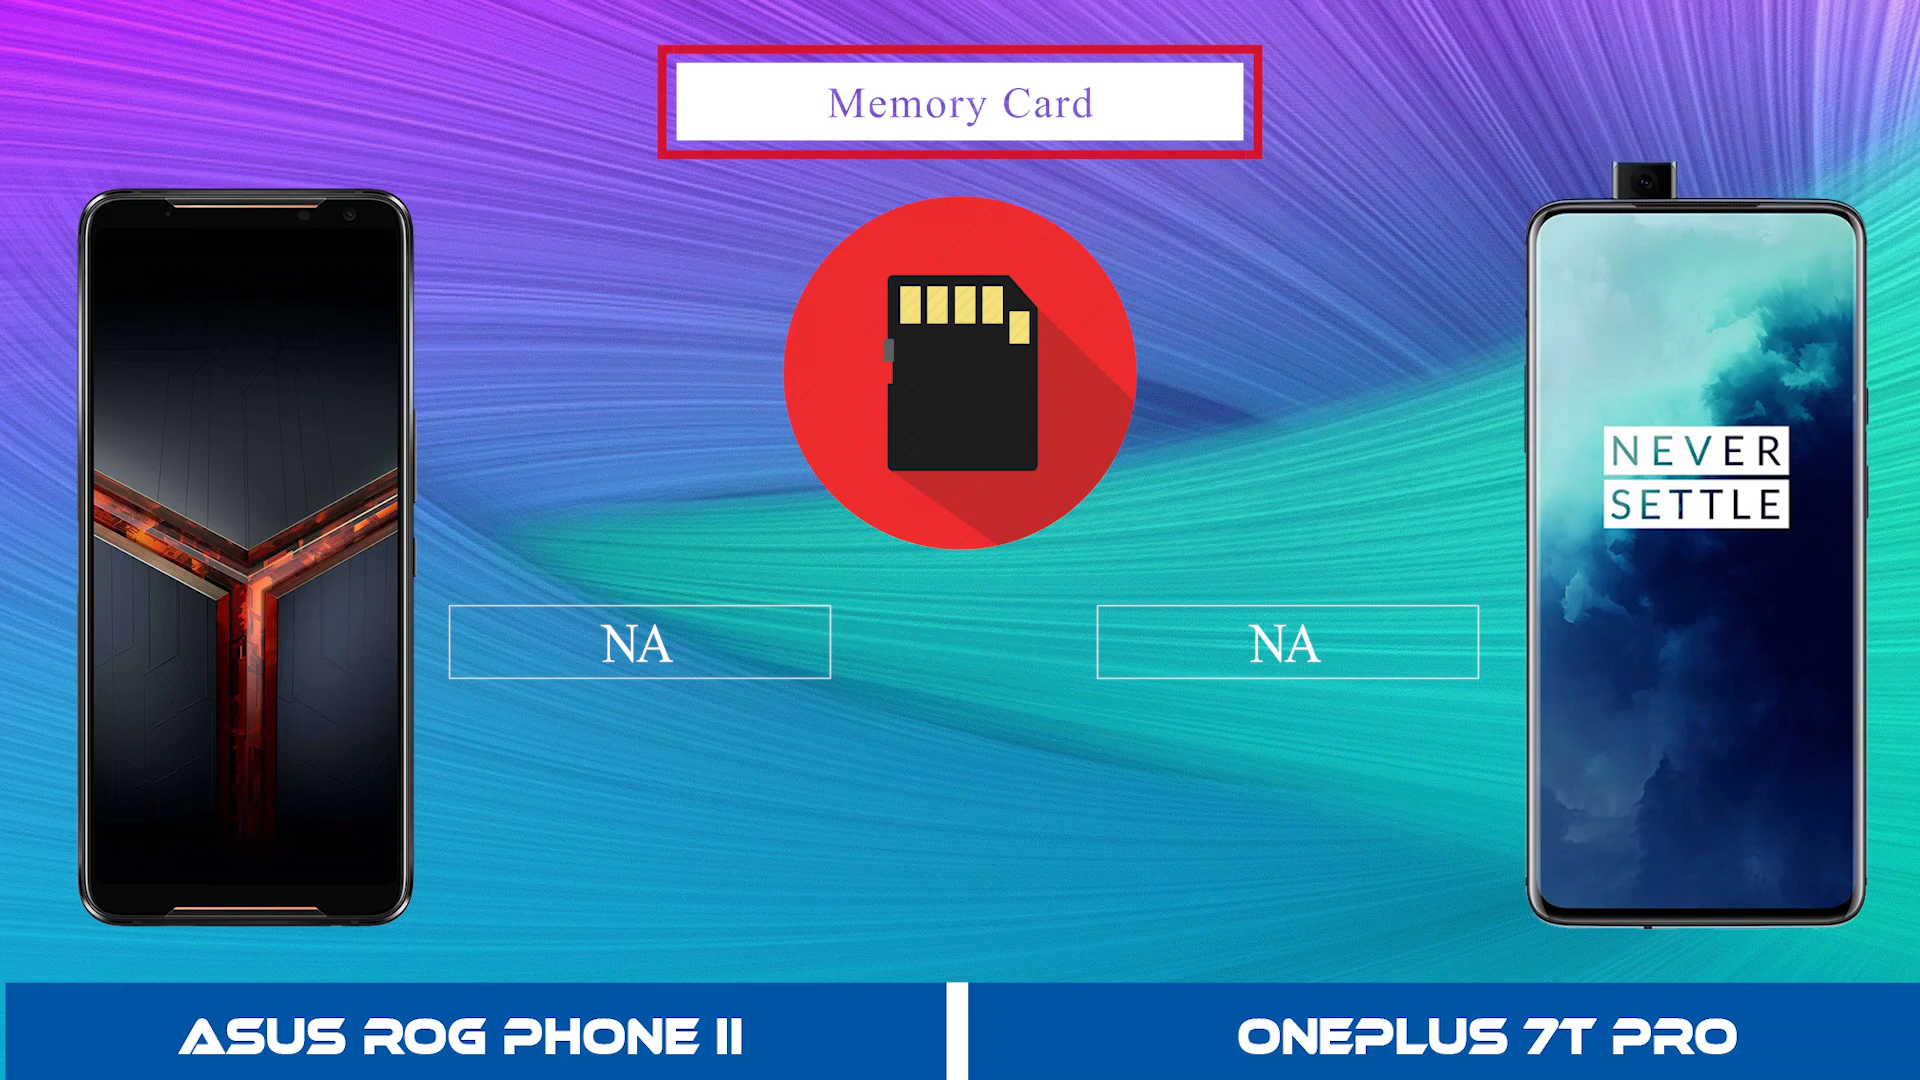 Memory Card
NEVER
SETTLE
NA
NA
ASUS ROG PHONE II
ONEPLUS 7T PRO